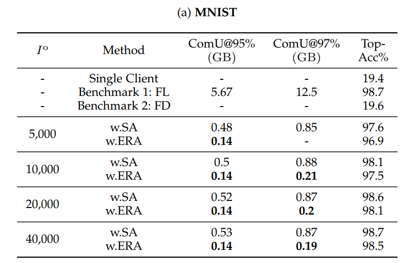 (a) MNIST
I° Method ComU@95% (GB) ComU@97% (GB) Top-Acc%
- Single Client - - 19.4
- Benchmark 1: FL 5.67 12.5 98.7
- Benchmark 2: FD - - 19.6
5,000 w.SA 0.48 0.85 97.6
w.ERA 0.14 - 96.9
10,000 w.SA 0.5 0.88 98.1
w.ERA 0.14 0.21 97.5
20,000 w.SA 0.52 0.87 98.6
w.ERA 0.14 0.2 98.1
40,000 w.SA 0.53 0.87 98.7
w.ERA 0.14 0.19 98.5